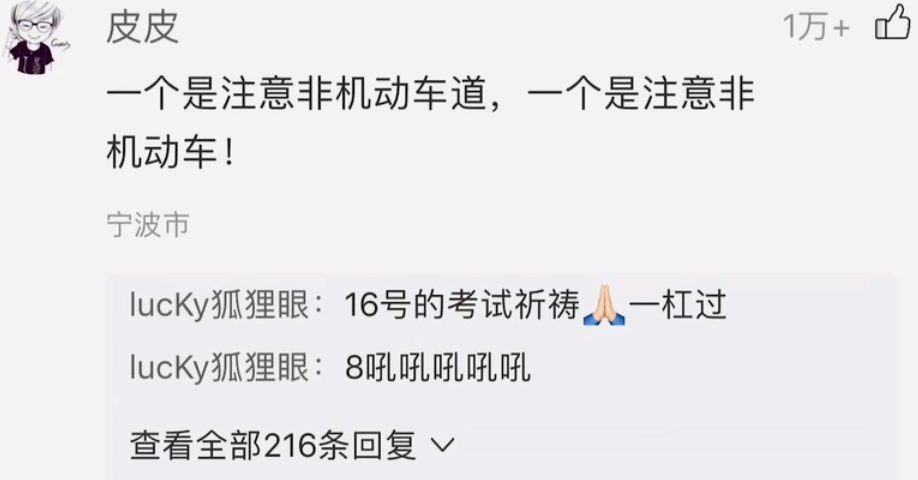 皮皮
1万+
一个是注意非机动车道，一个是注意非
机动车！
宁波市
lucKy狐狸眼：16号的考试祈祷🙏一杠过
lucKy狐狸眼：8吼吼吼吼吼
查看全部216条回复